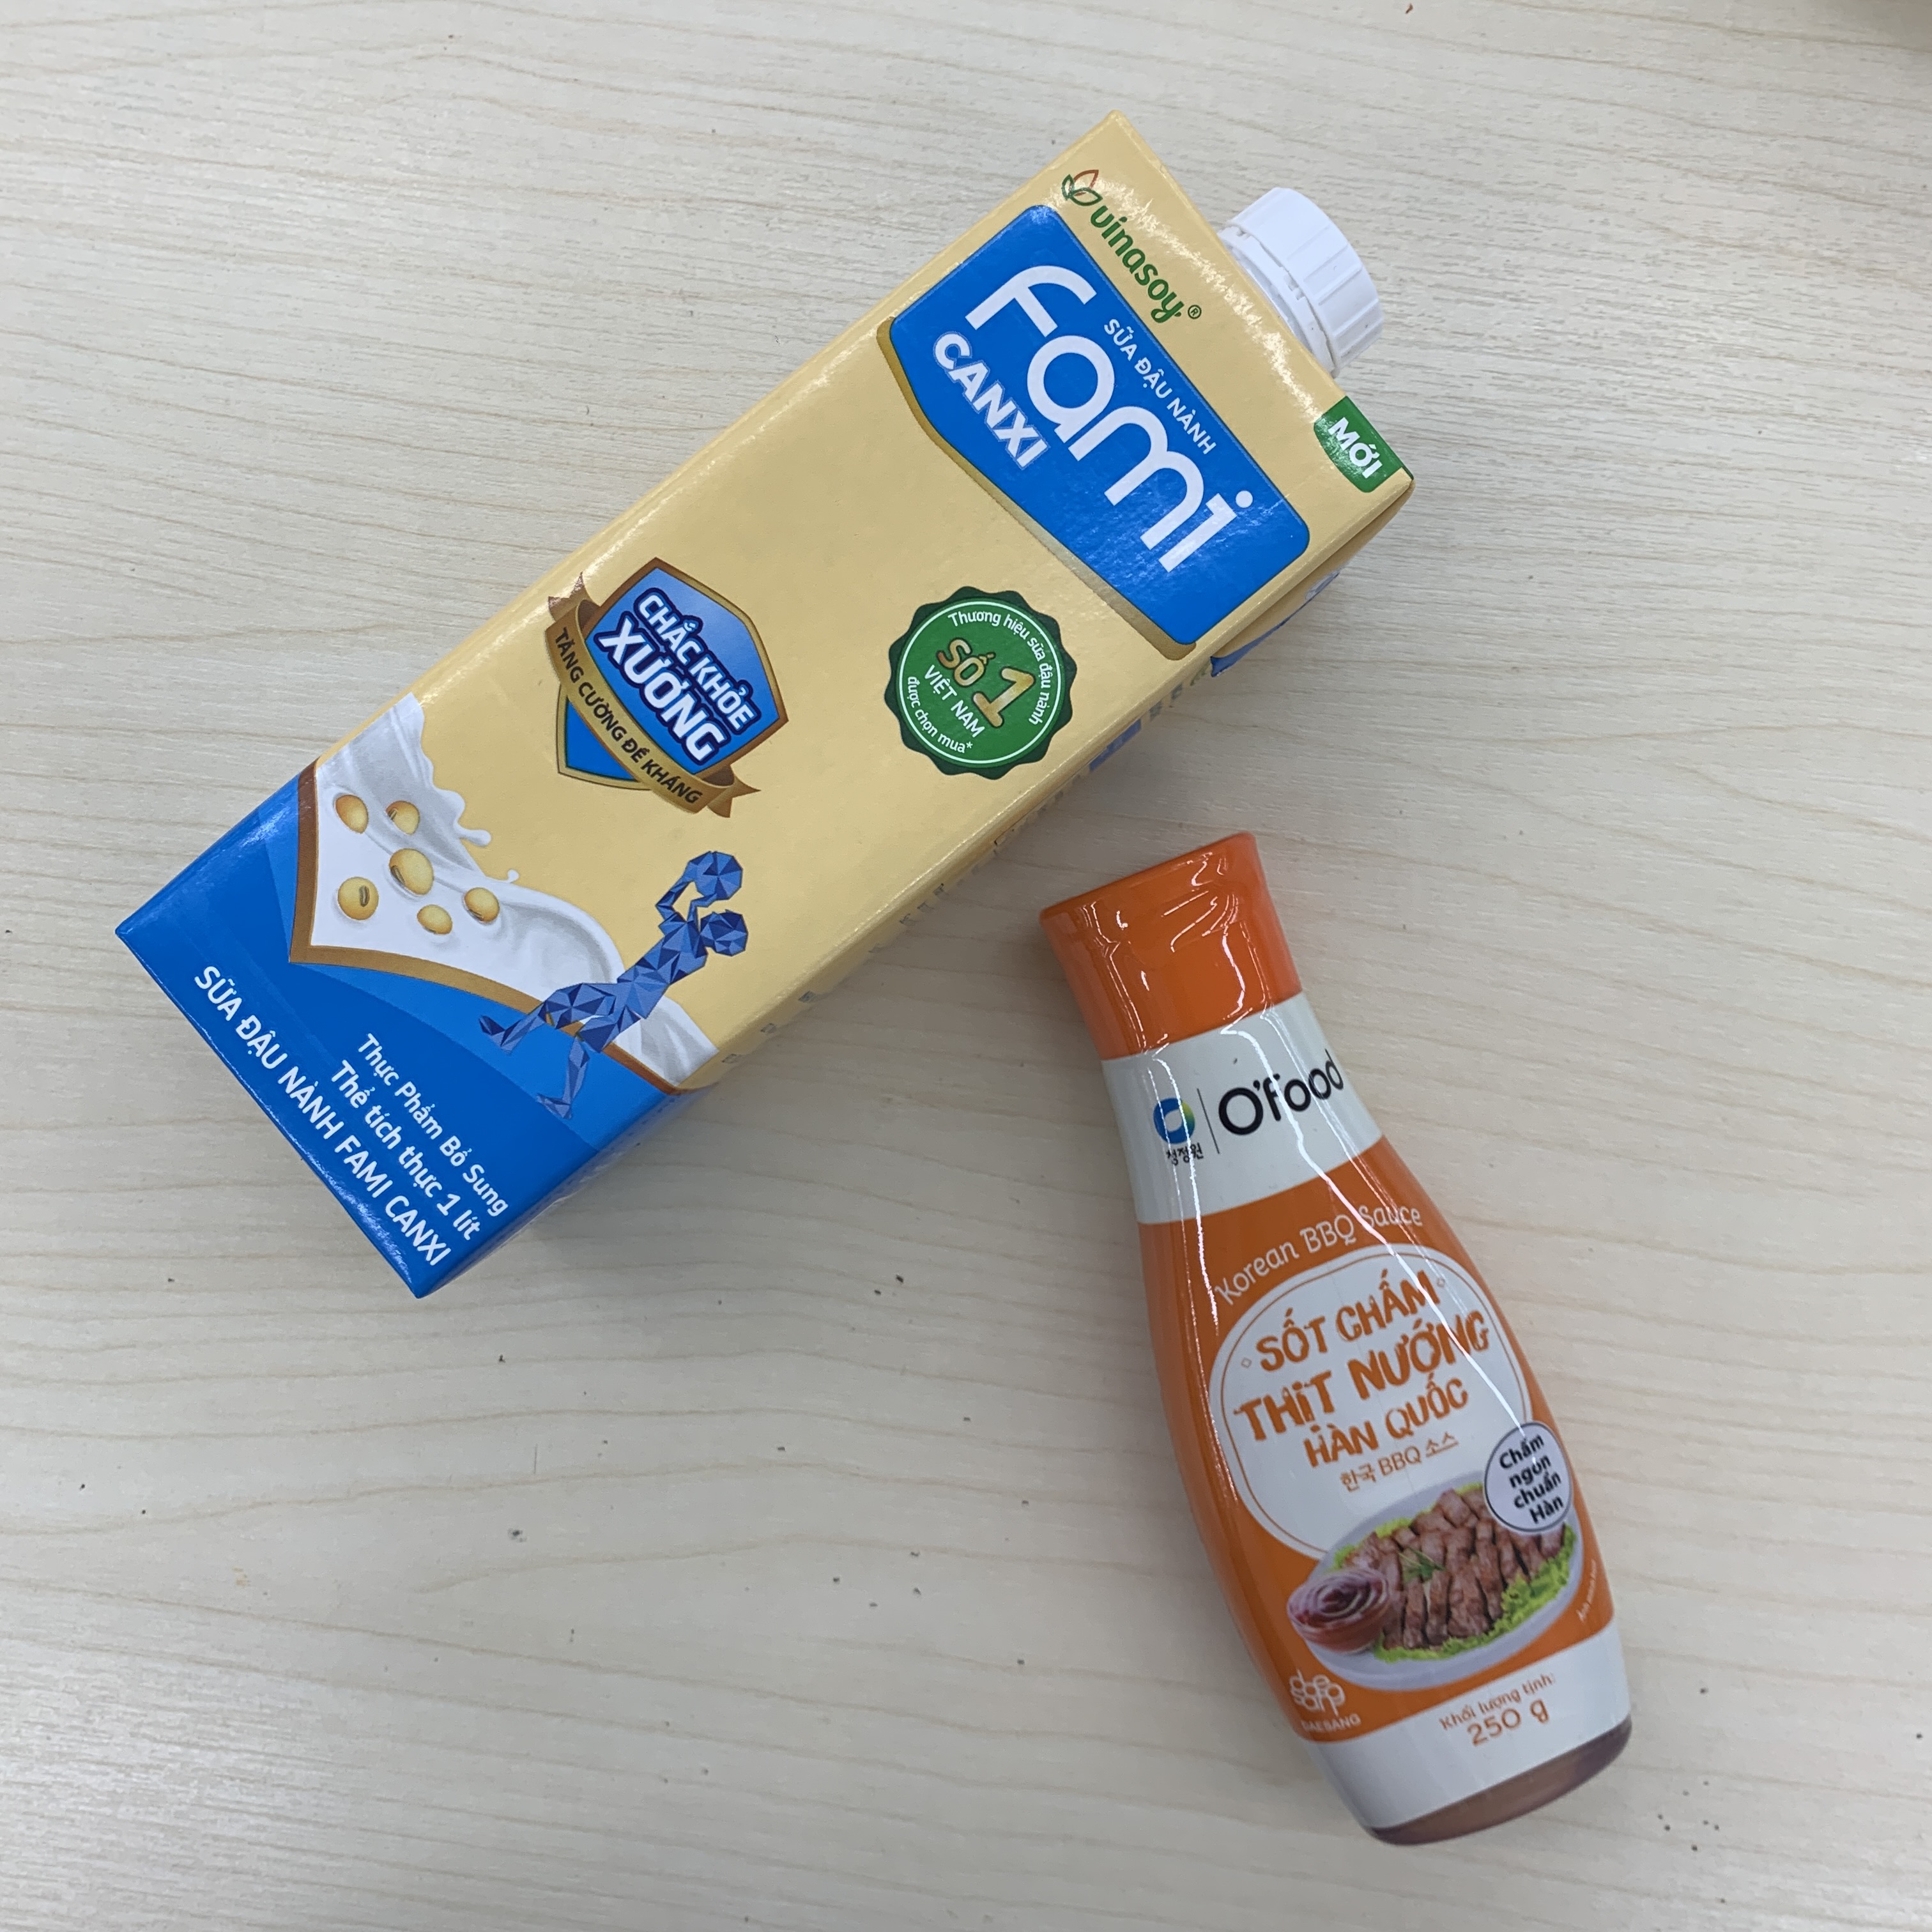 vinasoy®
SỮA ĐẬU NÀNH
Fami
CANXI
MỚI
Thương hiệu sữa đậu nành
SỐ 1
VIỆT NAM
được chọn mua*
CHẮC KHỎE
XƯƠNG
TĂNG CƯỜNG ĐỀ KHÁNG
Thực Phẩm Bổ Sung
Thể tích thực 1 lít
SỮA ĐẬU NÀNH FAMI CANXI
청정원
O'food
Korean BBQ Sauce
SỐT CHẤM
THỊT NƯỚNG
HÀN QUỐC
한국 BBQ 소스
Chấm
ngon
chuẩn
Hàn
DAESANG
Khối lượng tịnh:
250 g